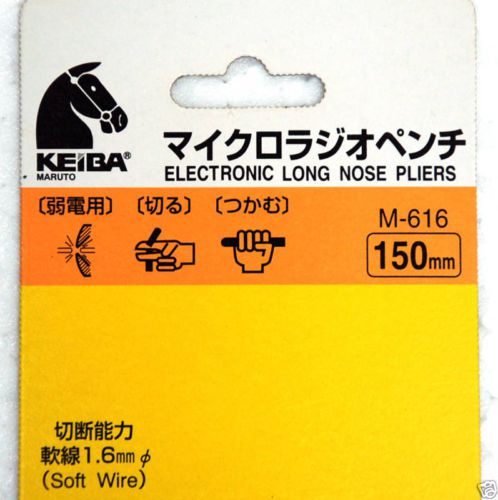 KEIBA®
MARUTO
マイクロラジオペンチ
ELECTRONIC LONG NOSE PLIERS
〔弱電用〕 〔切る〕 〔つかむ〕
M-616
150mm
切断能力
軟線1.6mmφ
(Soft Wire)